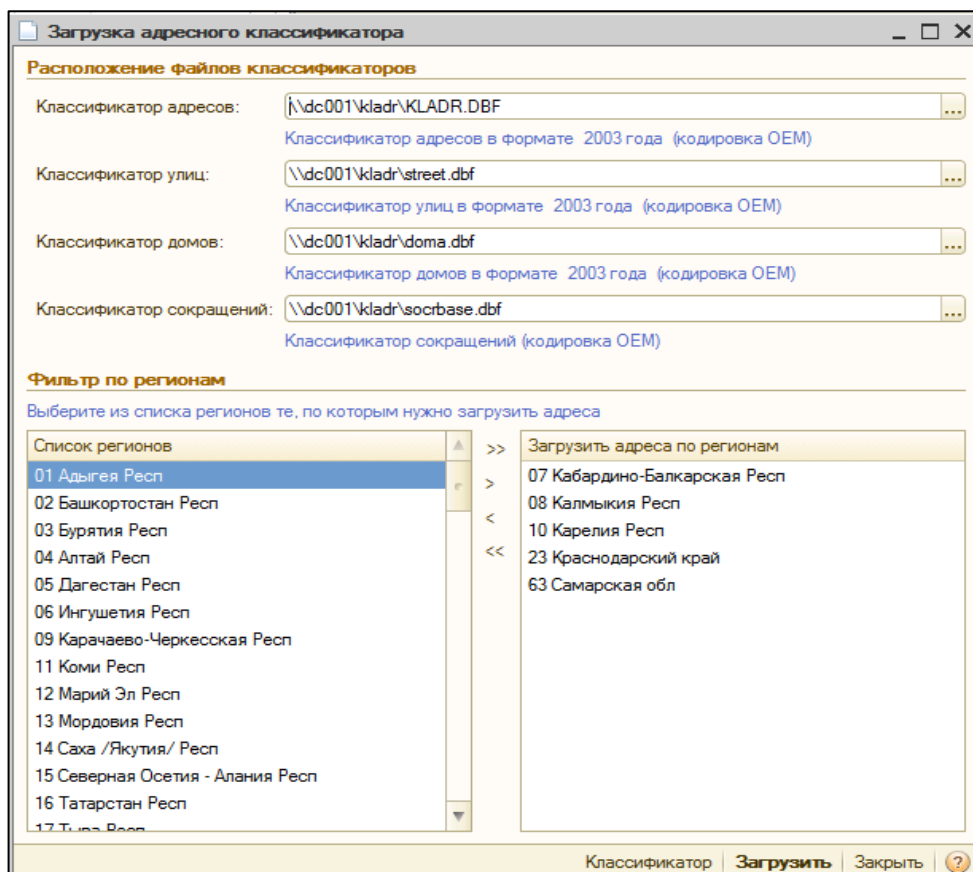 Загрузка адресного классификатора
Расположение файлов классификаторов
Классификатор адресов: \\dc001\kladr\KLADR.DBF ...
Классификатор адресов в формате 2003 года (кодировка OEM)
Классификатор улиц: \\dc001\kladr\street.dbf ...
Классификатор улиц в формате 2003 года (кодировка OEM)
Классификатор домов: \\dc001\kladr\doma.dbf ...
Классификатор домов в формате 2003 года (кодировка OEM)
Классификатор сокращений: \\dc001\kladr\socrbase.dbf ...
Классификатор сокращений (кодировка OEM)
Фильтр по регионам
Выберите из списка регионов те, по которым нужно загрузить адреса
Список регионов
01 Адыгея Респ
02 Башкортостан Респ
03 Бурятия Респ
04 Алтай Респ
05 Дагестан Респ
06 Ингушетия Респ
09 Карачаево-Черкесская Респ
11 Коми Респ
12 Марий Эл Респ
13 Мордовия Респ
14 Саха /Якутия/ Респ
15 Северная Осетия - Алания Респ
16 Татарстан Респ
17 Тыва Респ
>>
>
<
<<
Загрузить адреса по регионам
07 Кабардино-Балкарская Респ
08 Калмыкия Респ
10 Карелия Респ
23 Краснодарский край
63 Самарская обл
Классификатор Загрузить Закрыть ?